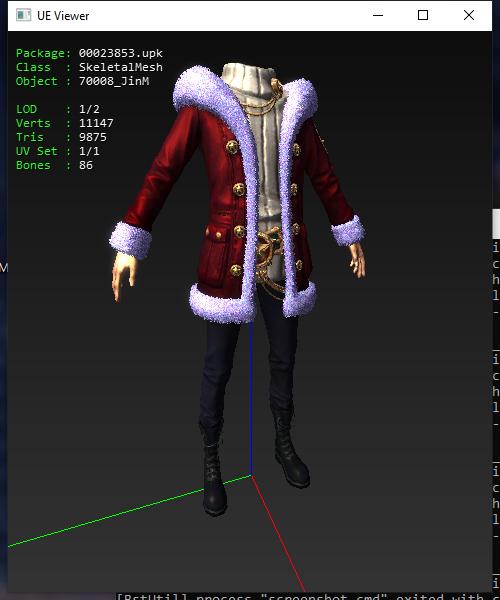 UE Viewer
Package: 00023853.upk
Class : SkeletalMesh
Object : 70008_JinM
LOD : 1/2
Verts : 11147
Tris : 9875
UV Set : 1/1
Bones : 86
M
i
c
h
l
-
i
c
h
l
-
i
c
h
l
-
i
[BstUtil] process "screenshot.cmd" exited with c